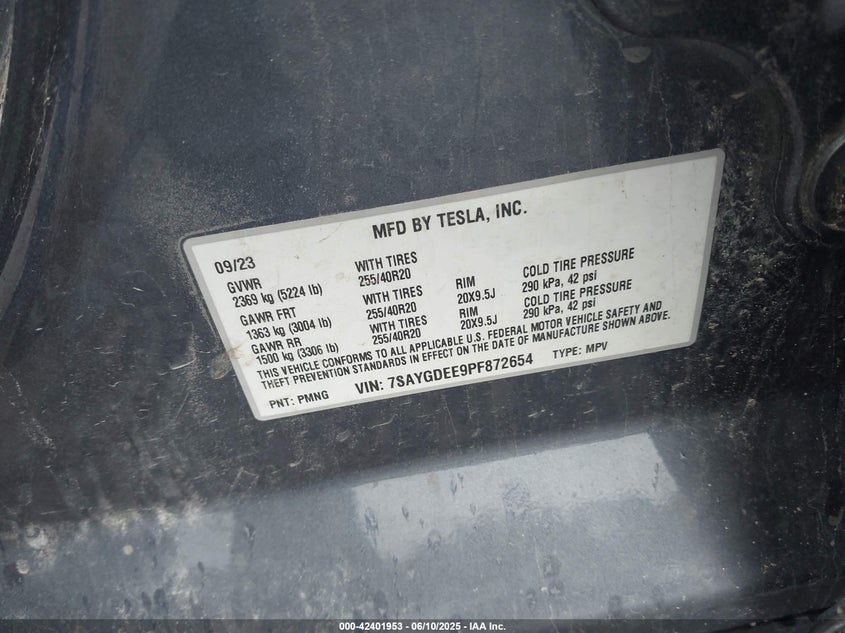 MFD BY TESLA, INC.
09/23
GVWR WITH TIRES
2369 kg (5224 lb) 255/40R20 RIM COLD TIRE PRESSURE
GAWR FRT WITH TIRES 20X9.5J 290 kPa, 42 psi
1363 kg (3004 lb) 255/40R20 RIM COLD TIRE PRESSURE
GAWR RR WITH TIRES 20X9.5J 290 kPa, 42 psi
1500 kg (3306 lb) 255/40R20
THIS VEHICLE CONFORMS TO ALL APPLICABLE U.S. FEDERAL MOTOR VEHICLE SAFETY AND
THEFT PREVENTION STANDARDS IN EFFECT ON THE DATE OF MANUFACTURE SHOWN ABOVE.
PNT: PMNG VIN: 7SAYGDEE9PF872654 TYPE: MPV
000-42401953 - 06/10/2025 - IAA Inc.